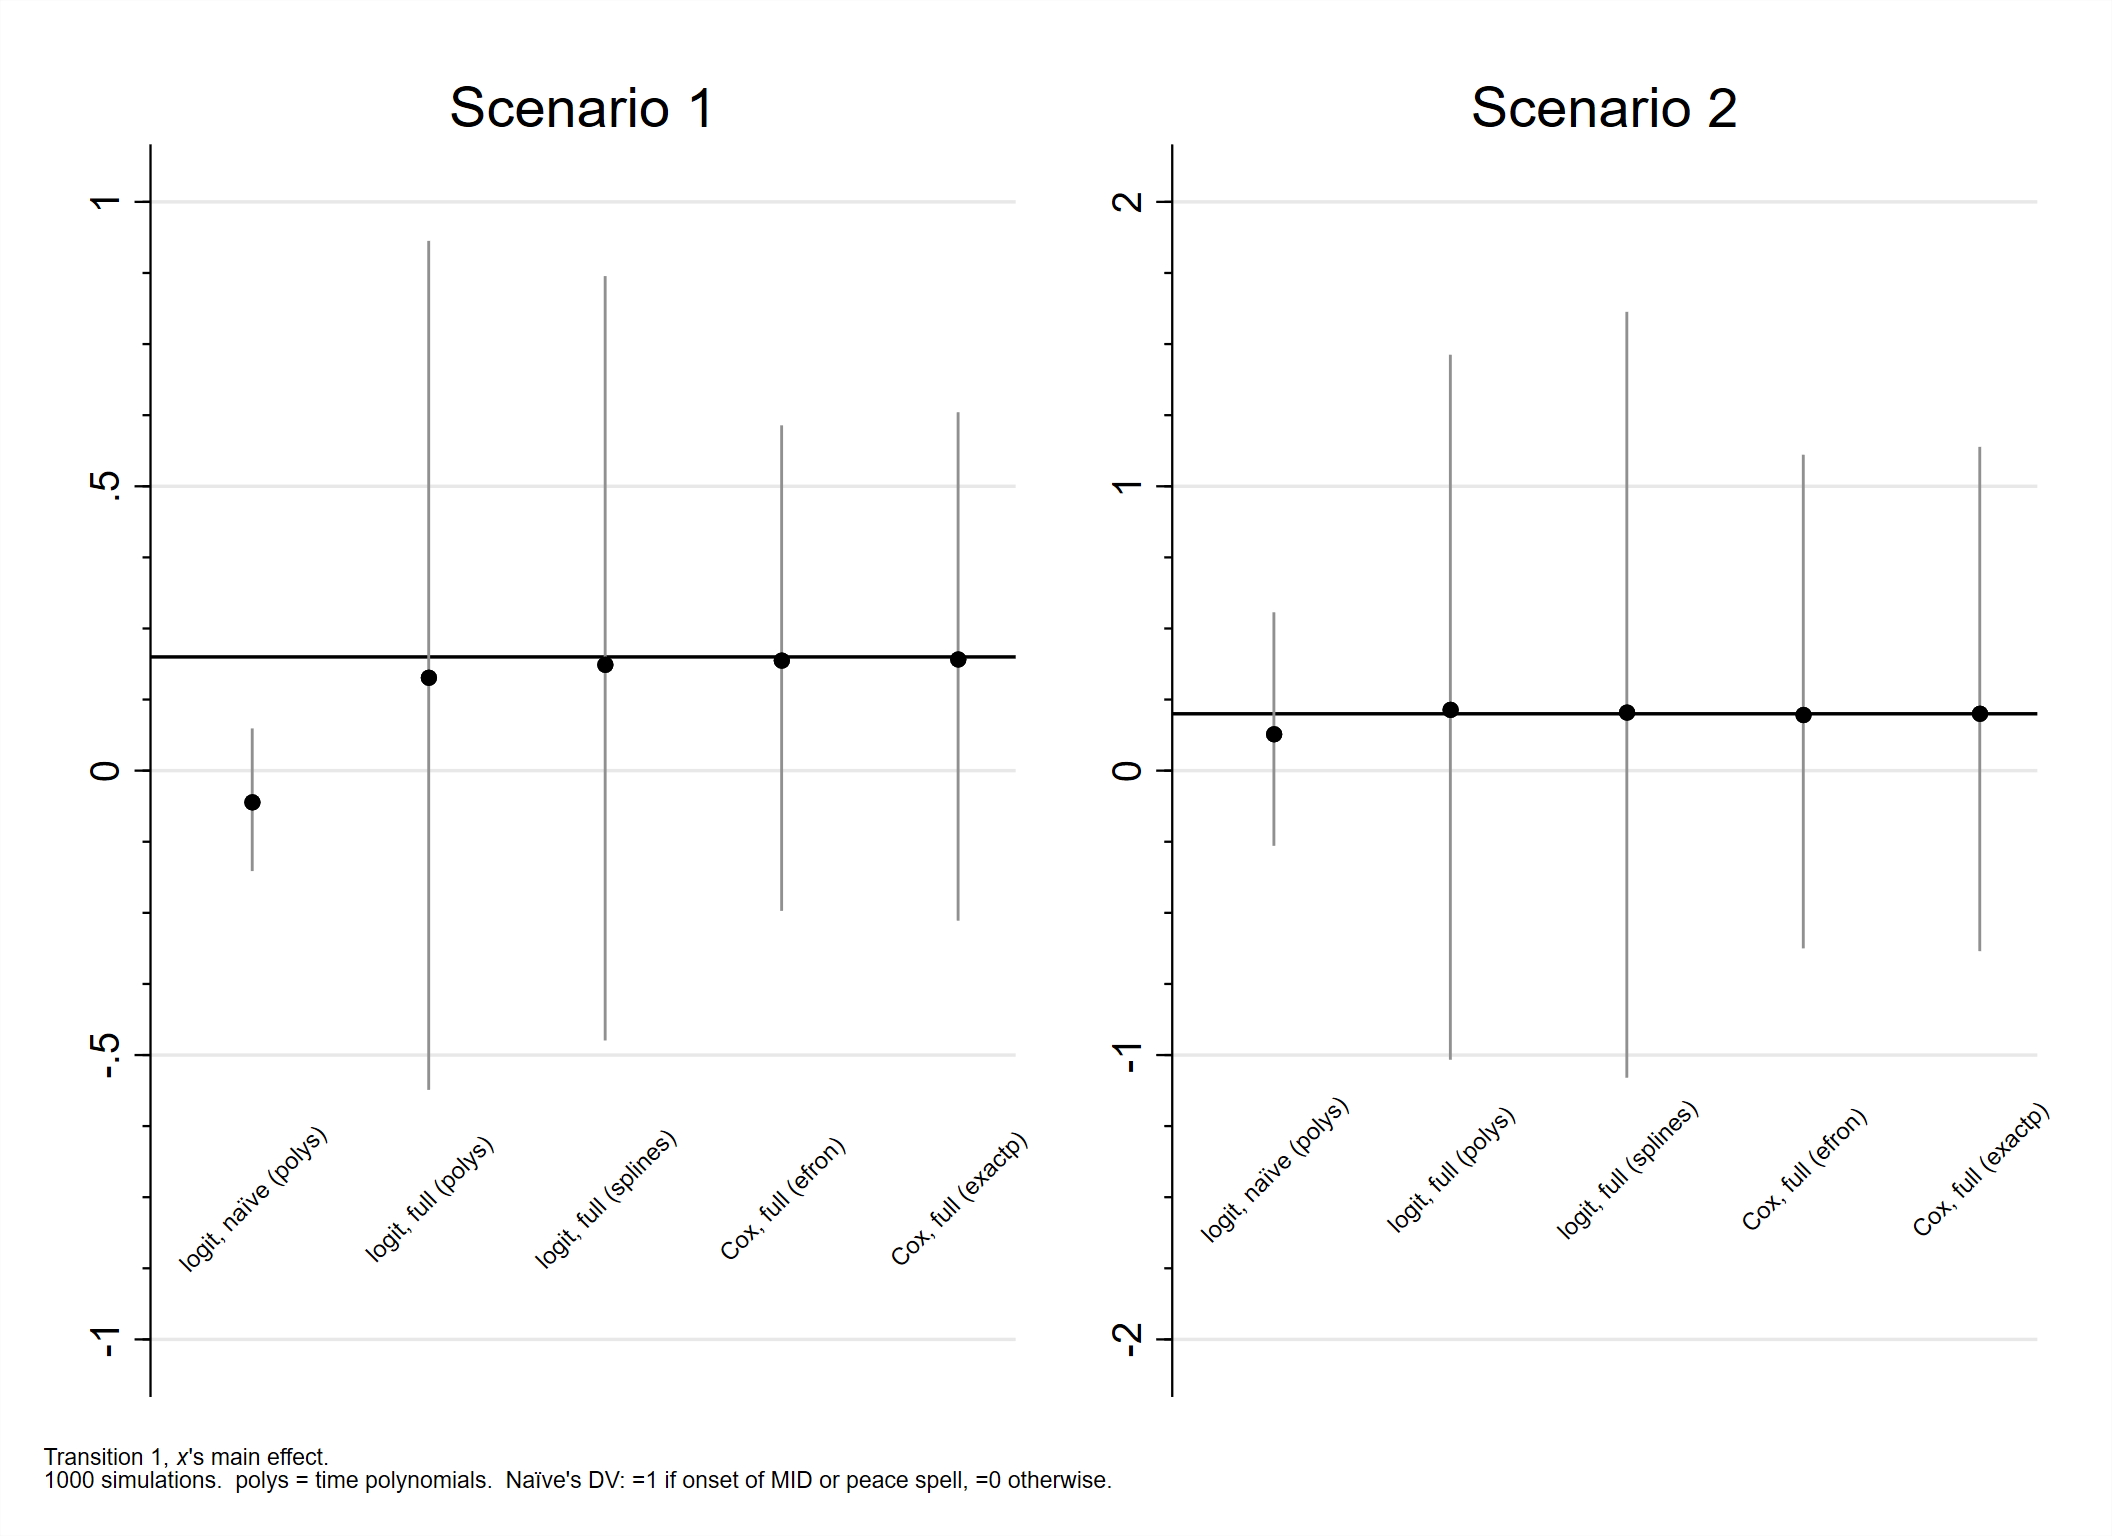 Scenario 1
1
.5
0
-.5
-1
logit, naïve (polys)
logit, full (polys)
logit, full (splines)
Cox, full (efron)
Cox, full (exactp)
Scenario 2
2
1
0
-1
-2
logit, naïve (polys)
logit, full (polys)
logit, full (splines)
Cox, full (efron)
Cox, full (exactp)
Transition 1, x's main effect.
1000 simulations.  polys = time polynomials.  Naïve's DV: =1 if onset of MID or peace spell, =0 otherwise.